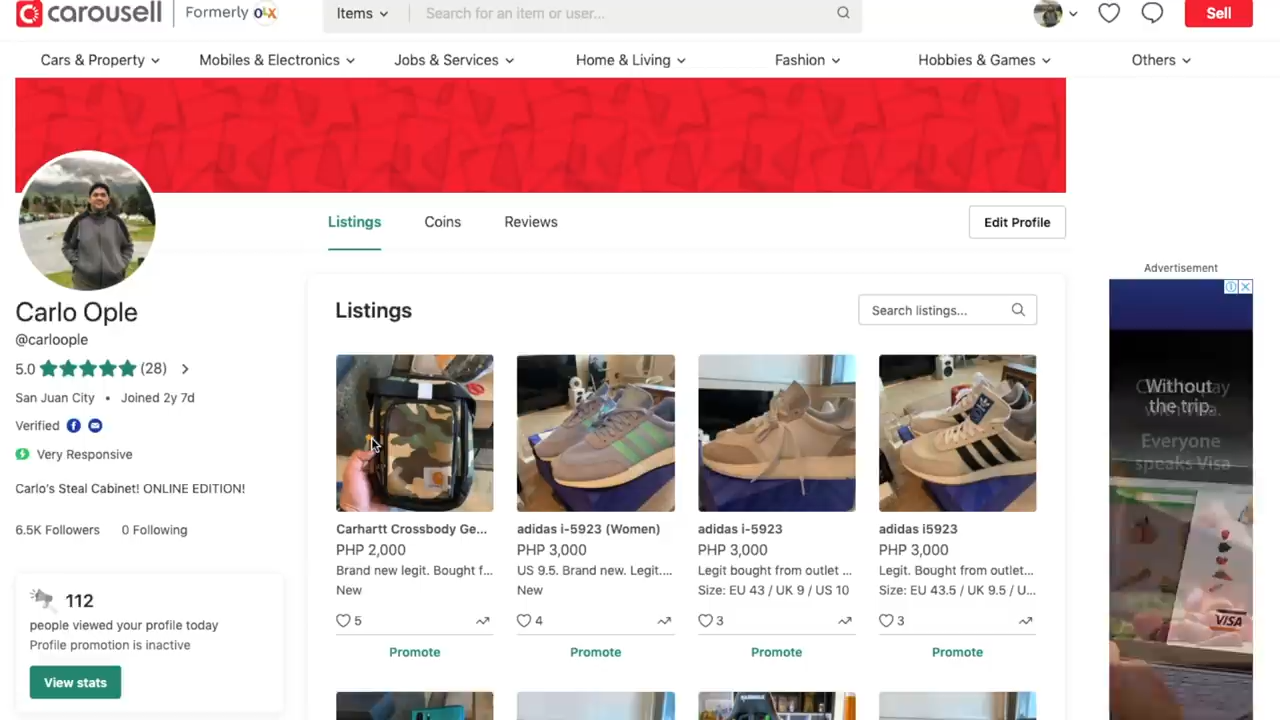 carousell
Formerly OLX
Items
Search for an item or user...
Sell
Cars & Property
Mobiles & Electronics
Jobs & Services
Home & Living
Fashion
Hobbies & Games
Others
Listings
Coins
Reviews
Edit Profile
Carlo Ople
@carloople
5.0 (28)
San Juan City • Joined 2y 7d
Verified
Very Responsive
Carlo's Steal Cabinet! ONLINE EDITION!
6.5K Followers
0 Following
112
people viewed your profile today
Profile promotion is inactive
View stats
Listings
Search listings...
Carhartt Crossbody Ge...
PHP 2,000
Brand new legit. Bought f...
New
5
Promote
adidas i-5923 (Women)
PHP 3,000
US 9.5. Brand new. Legit....
New
4
Promote
adidas i-5923
PHP 3,000
Legit bought from outlet ...
Size: EU 43 / UK 9 / US 10
3
Promote
adidas i5923
PHP 3,000
Legit. Bought from outlet...
Size: EU 43.5 / UK 9.5 / U...
3
Promote
Advertisement
Without
the trip.
Everyone
speaks Visa
VISA